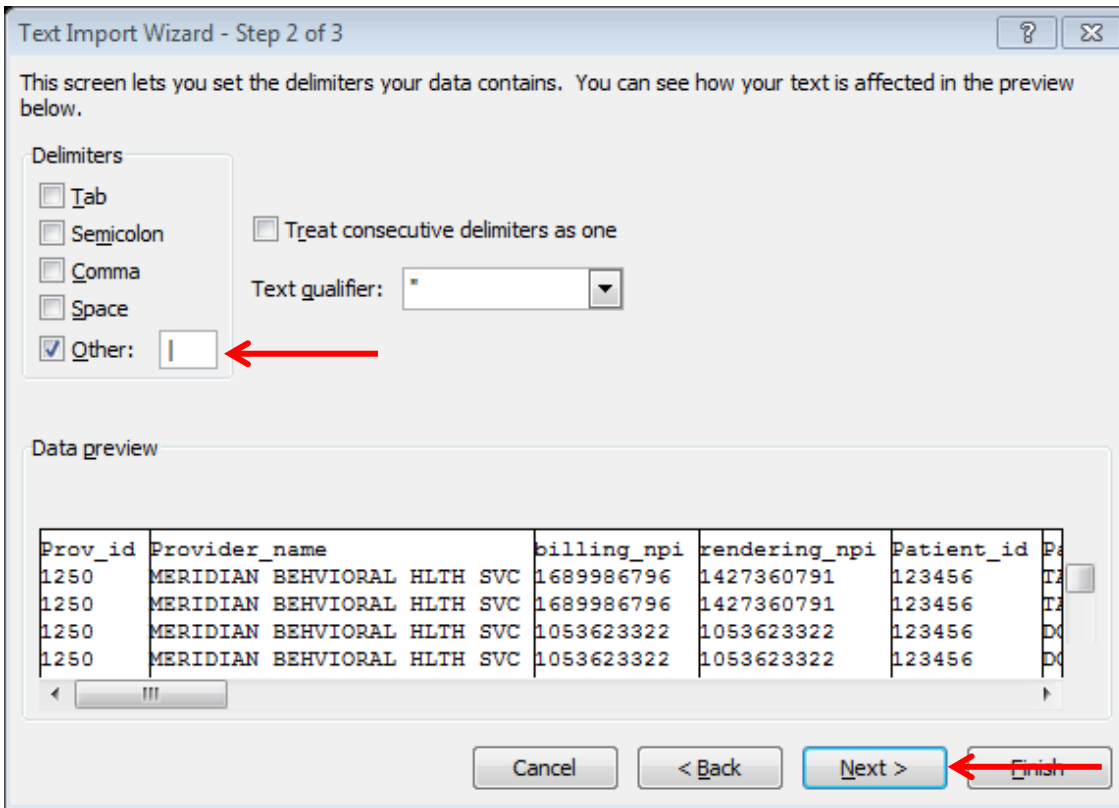 Text Import Wizard - Step 2 of 3
This screen lets you set the delimiters your data contains. You can see how your text is affected in the preview
below.
Delimiters
Tab
Semicolon
Comma
Space
Other: |
Treat consecutive delimiters as one
Text qualifier: "
Data preview
Prov_id Provider_name billing_npi rendering_npi Patient_id
1250 MERIDIAN BEHVIORAL HLTH SVC 1689986796 1427360791 123456
1250 MERIDIAN BEHVIORAL HLTH SVC 1689986796 1427360791 123456
1250 MERIDIAN BEHVIORAL HLTH SVC 1053623322 1053623322 123456
1250 MERIDIAN BEHVIORAL HLTH SVC 1053623322 1053623322 123456
Cancel < Back Next > Finish